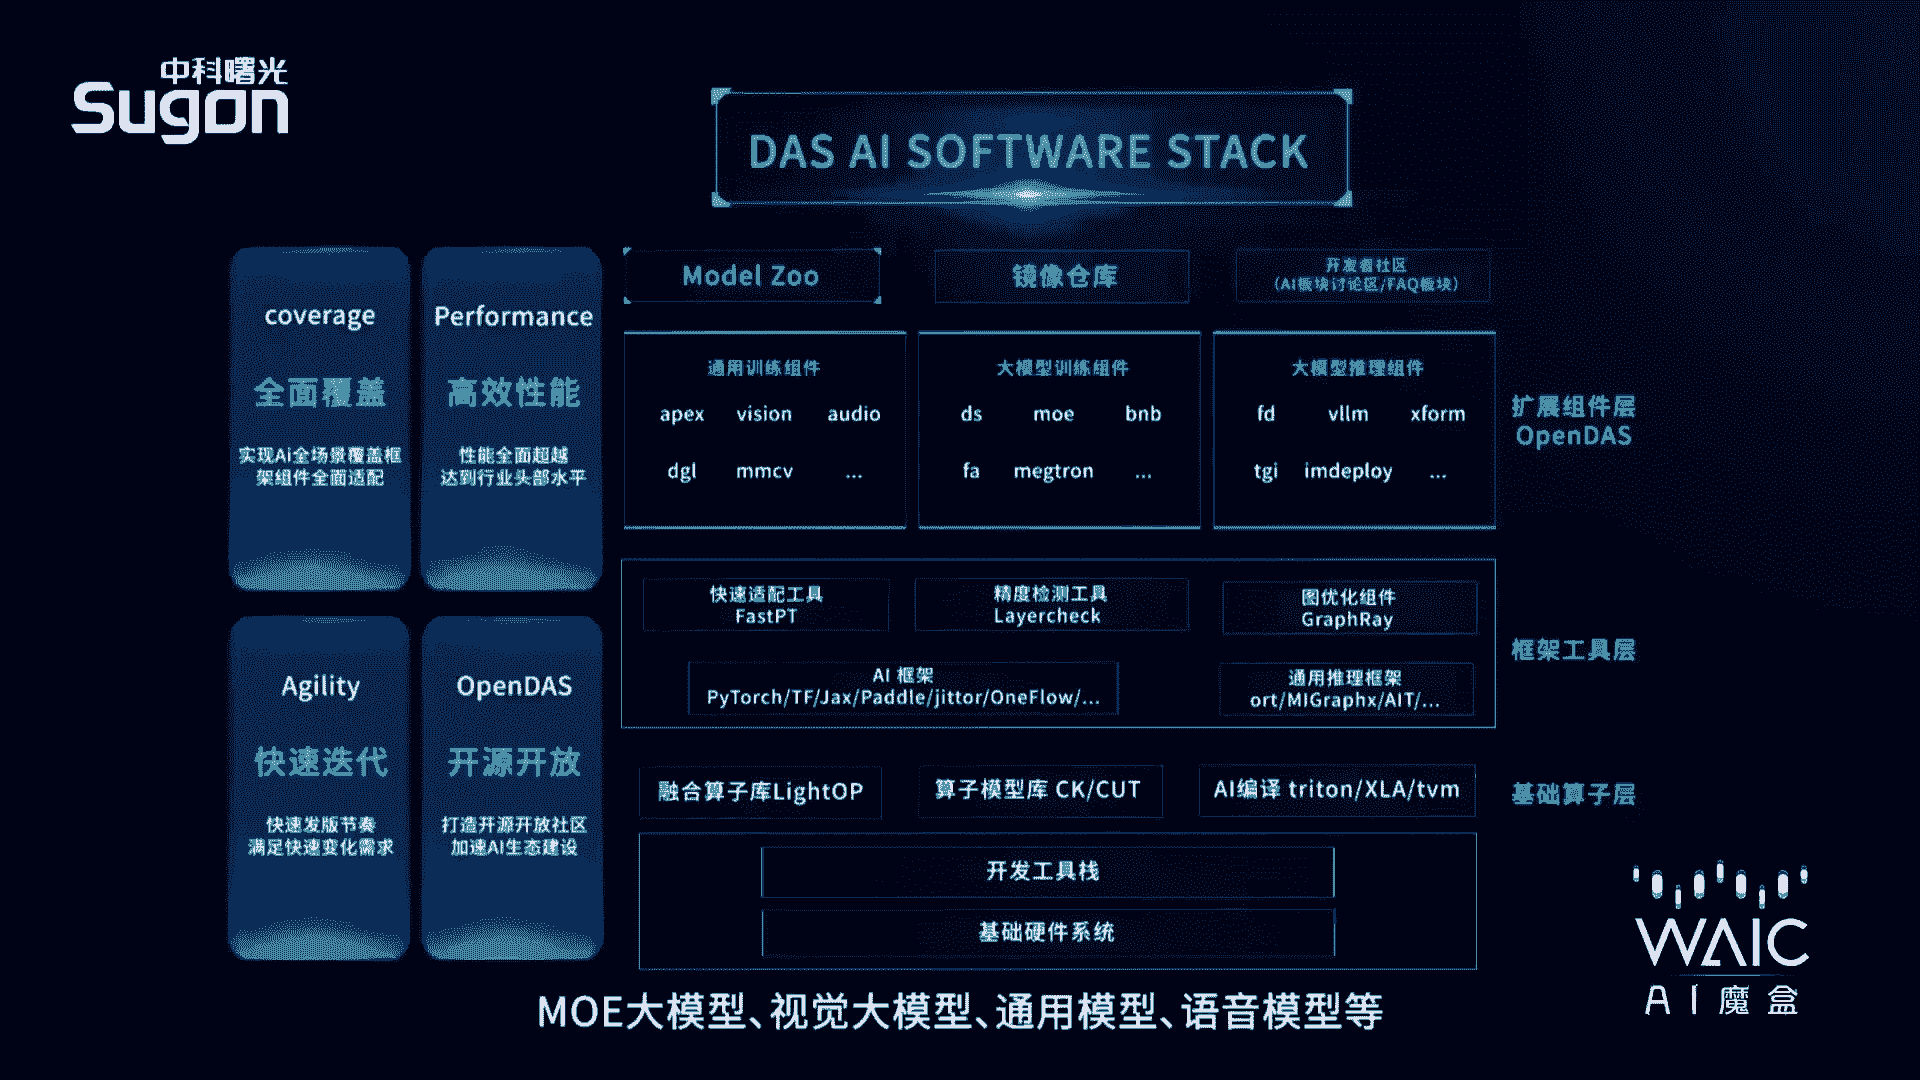 中科曙光
Sugon
DAS AI SOFTWARE STACK
coverage
全面覆盖
实现AI全场景覆盖框
架组件全面适配
Performance
高效性能
性能全面超越
达到行业头部水平
Agility
快速迭代
快速发版节奏
满足快速变化需求
OpenDAS
开源开放
打造开源开放社区
加速AI生态建设
Model Zoo
镜像仓库
开发者社区
(AI板块讨论区/FAQ板块)
通用训练组件
apex vision audio
dgl mmcv ...
大模型训练组件
ds moe bnb
fa megtron ...
大模型推理组件
fd vllm xform
tgi imdeploy ...
扩展组件层
OpenDAS
快速适配工具
FastPT
精度检测工具
Layercheck
图优化组件
GraphRay
AI 框架
PyTorch/TF/Jax/Paddle/jittor/OneFlow/...
通用推理框架
ort/MIGraphx/AIT/...
框架工具层
融合算子库LightOP
算子模型库 CK/CUT
AI编译 triton/XLA/tvm
基础算子层
开发工具栈
基础硬件系统
MOE大模型、视觉大模型、通用模型、语音模型等
WAIC
AI魔盒